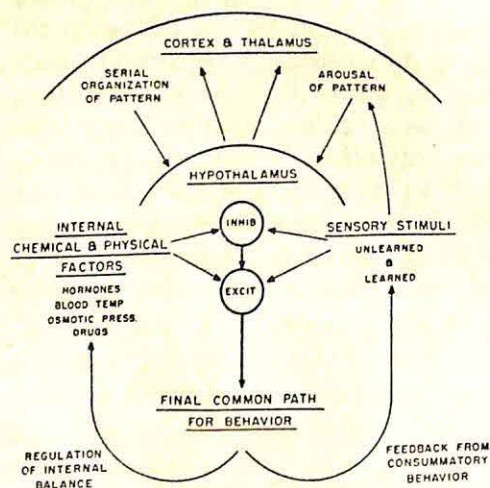 CORTEX & THALAMUS
SERIAL
ORGANIZATION
OF PATTERN
AROUSAL
OF PATTERN
HYPOTHALAMUS
INTERNAL
CHEMICAL & PHYSICAL
FACTORS
HORMONES
BLOOD TEMP
OSMOTIC PRESS.
DRUGS
INHIB
EXCIT
SENSORY STIMULI
UNLEARNED
&
LEARNED
FINAL COMMON PATH
FOR BEHAVIOR
REGULATION
OF INTERNAL
BALANCE
FEEDBACK FROM
CONSUMMATORY
BEHAVIOR